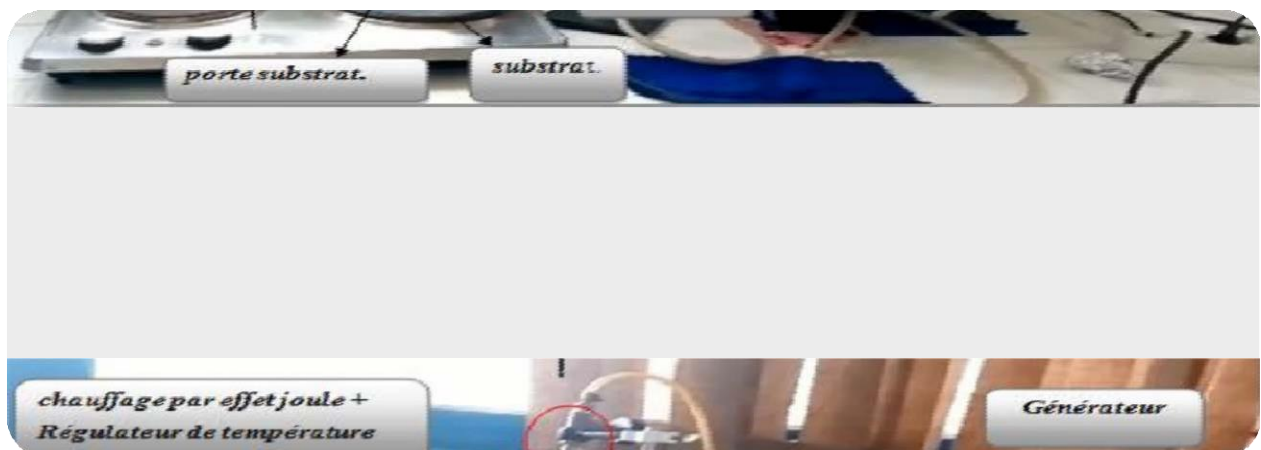 porte substrat.
substrat.
chauffage par effet joule +
Régulateur de température
Générateur